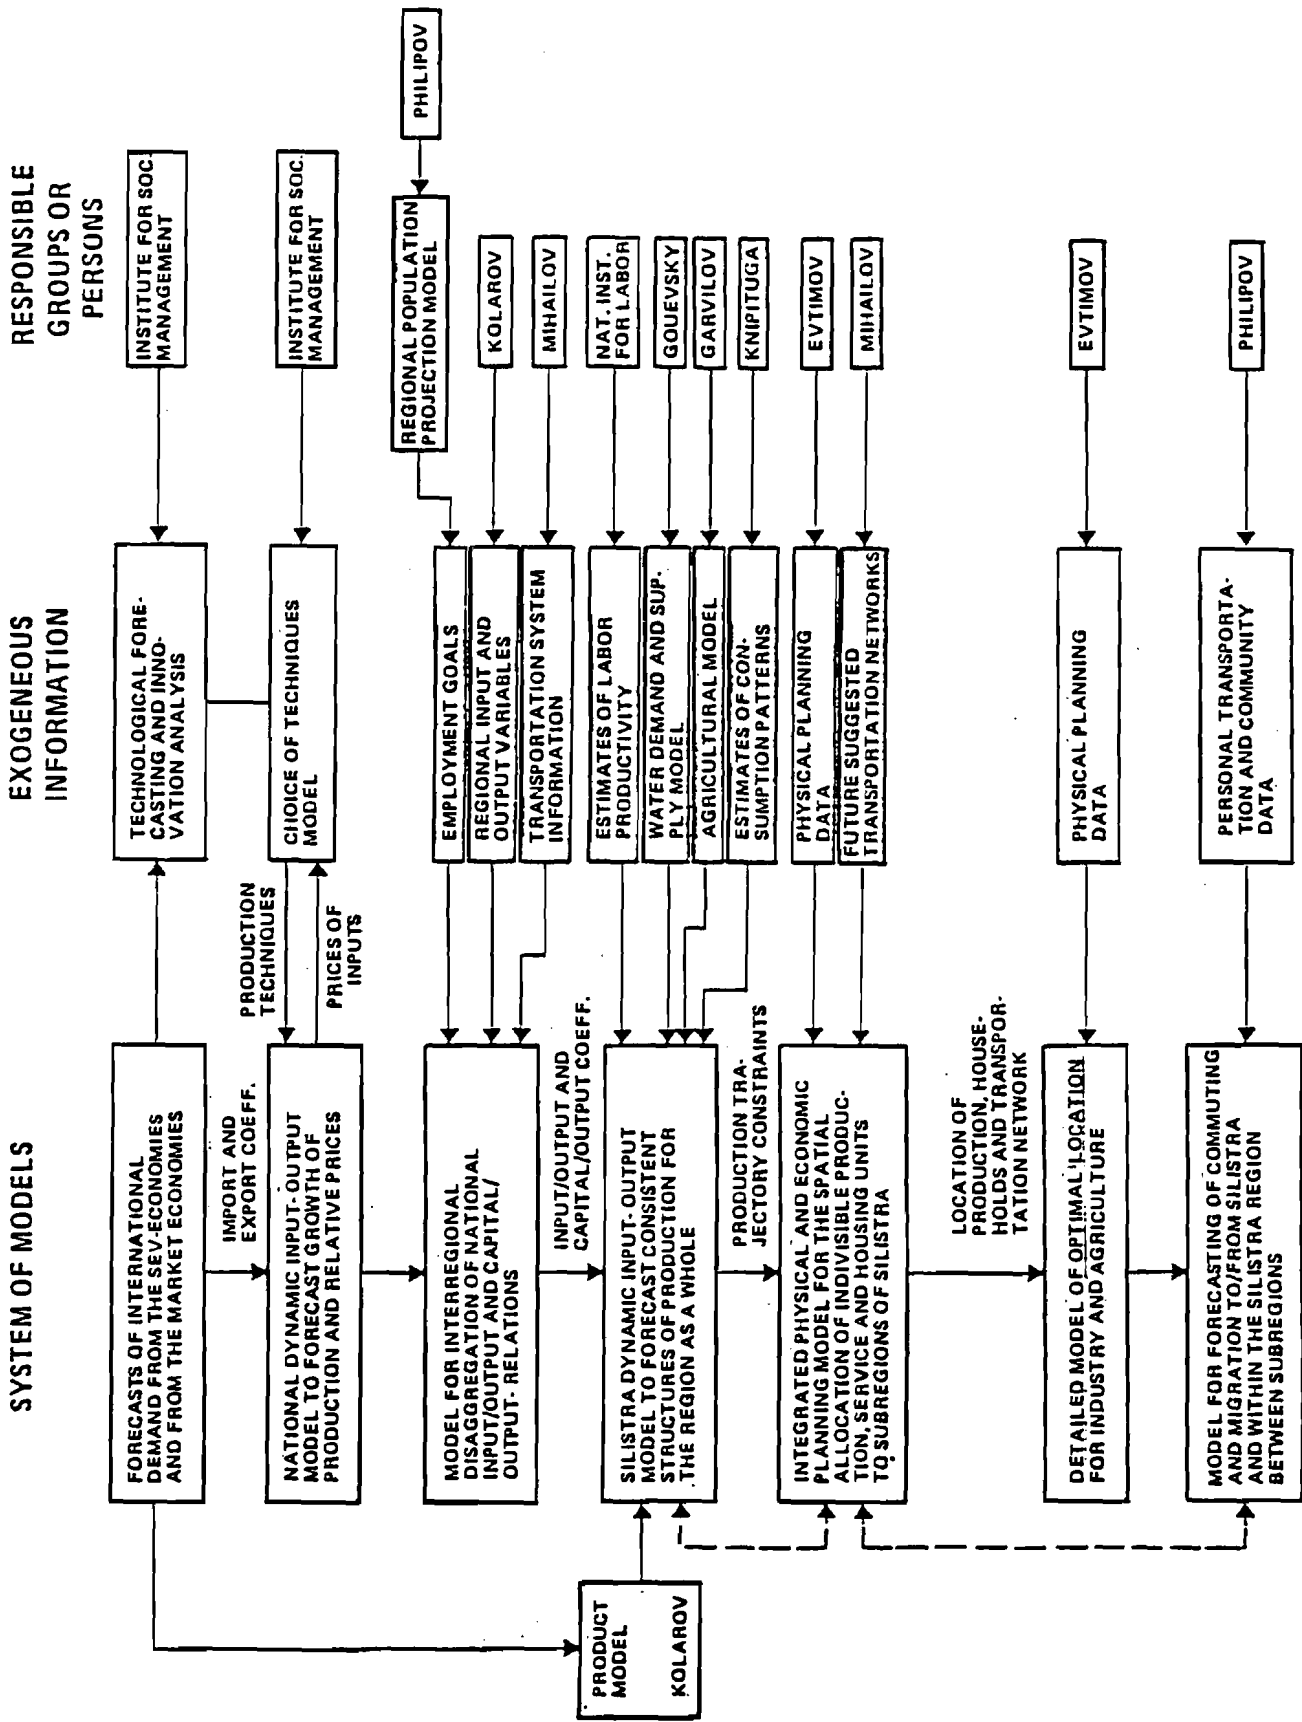 SYSTEM OF MODELS
EXOGENEOUS
INFORMATION
RESPONSIBLE
GROUPS OR
PERSONS
FORECASTS OF INTERNATIONAL
DEMAND FROM THE SEV-ECONOMIES
AND FROM THE MARKET ECONOMIES
TECHNOLOGICAL FORE-
CASTING AND INNO-
VATION ANALYSIS
INSTITUTE FOR SOC.
MANAGEMENT
IMPORT AND
EXPORT COEFF.
PRODUCTION
TECHNIQUES
PRICES OF
INPUTS
NATIONAL DYNAMIC INPUT-OUTPUT
MODEL TO FORECAST GROWTH OF
PRODUCTION AND RELATIVE PRICES
CHOICE OF TECHNIQUES
MODEL
INSTITUTE FOR SOC.
MANAGEMENT
MODEL FOR INTERREGIONAL
DISAGGREGATION OF NATIONAL
INPUT/OUTPUT AND CAPITAL/
OUTPUT- RELATIONS
EMPLOYMENT GOALS
REGIONAL POPULATION
PROJECTION MODEL
PHILIPOV
REGIONAL INPUT AND
OUTPUT VARIABLES
KOLAROV
TRANSPORTATION SYSTEM
INFORMATION
MIHAILOV
INPUT/OUTPUT AND
CAPITAL/OUTPUT COEFF.
SILISTRA DYNAMIC INPUT- OUTPUT
MODEL TO FORECAST CONSISTENT
STRUCTURES OF PRODUCTION FOR
THE REGION AS A WHOLE
ESTIMATES OF LABOR
PRODUCTIVITY
NAT. INST.
FOR LABOR
WATER DEMAND AND SUP-
PLY MODEL
GOUEVSKY
AGRICULTURAL MODEL
GARVILOV
ESTIMATES OF CON-
SUMPTION PATTERNS
KNIPITUGA
PRODUCT
MODEL
KOLAROV
PRODUCTION TRA-
JECTORY CONSTRAINTS
INTEGRATED PHYSICAL AND ECONOMIC
PLANNING MODEL FOR THE SPATIAL
ALLOCATION OF INDIVISIBLE PRODUC-
TION, SERVICE AND HOUSING UNITS
TO SUBREGIONS OF SILISTRA
PHYSICAL PLANNING
DATA
EVTIMOV
FUTURE SUGGESTED
TRANSPORTATION NETWORKS
MIHAILOV
LOCATION OF
PRODUCTION, HOUSE-
HOLDS AND TRANSPOR-
TATION NETWORK
DETAILED MODEL OF OPTIMAL LOCATION
FOR INDUSTRY AND AGRICULTURE
PHYSICAL PLANNING
DATA
EVTIMOV
MODEL FOR FORECASTING OF COMMUTING
AND MIGRATION TO/FROM SILISTRA
AND WITHIN THE SILISTRA REGION
BETWEEN SUBREGIONS
PERSONAL TRANSPORTA-
TION AND COMMUNITY
DATA
PHILIPOV